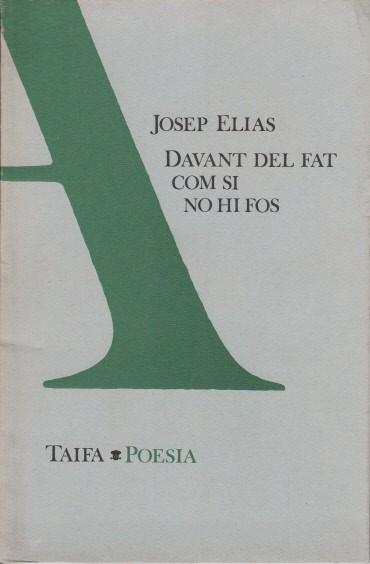 A
JOSEP ELIAS
DAVANT DEL FAT
COM SI
NO HI FOS
TAIFA POESIA